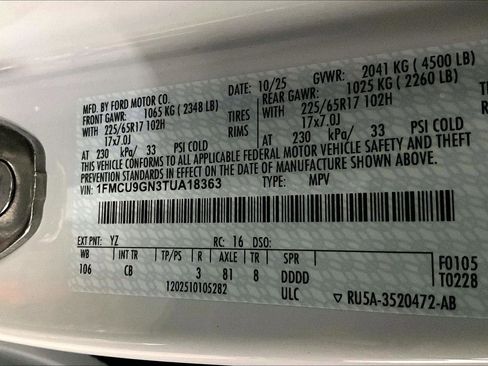 MFD. BY FORD MOTOR CO.
DATE: 10/25 GVWR: 2041 KG ( 4500 LB)
FRONT GAWR: 1065 KG ( 2348 LB) REAR GAWR: 1025 KG ( 2260 LB)
WITH 225/65R17 102H TIRES WITH 225/65R17 102H
17x7.0J RIMS 17x7.0J
AT 230 kPa/ 33 PSI COLD AT 230 kPa/ 33 PSI COLD
THIS VEHICLE CONFORMS TO ALL APPLICABLE FEDERAL MOTOR VEHICLE SAFETY AND THEFT
PREVENTION STANDARDS IN EFFECT ON THE DATE OF MANUFACTURE SHOWN ABOVE.
VIN: 1FMCU9GN3TUA18363 TYPE: MPV
EXT PNT: YZ RC: 16 DSO:
WB INT TR TP/PS R AXLE TR SPR
106 CB 3 81 8 DDDD
F0105
T0228
1202510105282 ULC
RU5A-3520472-AB